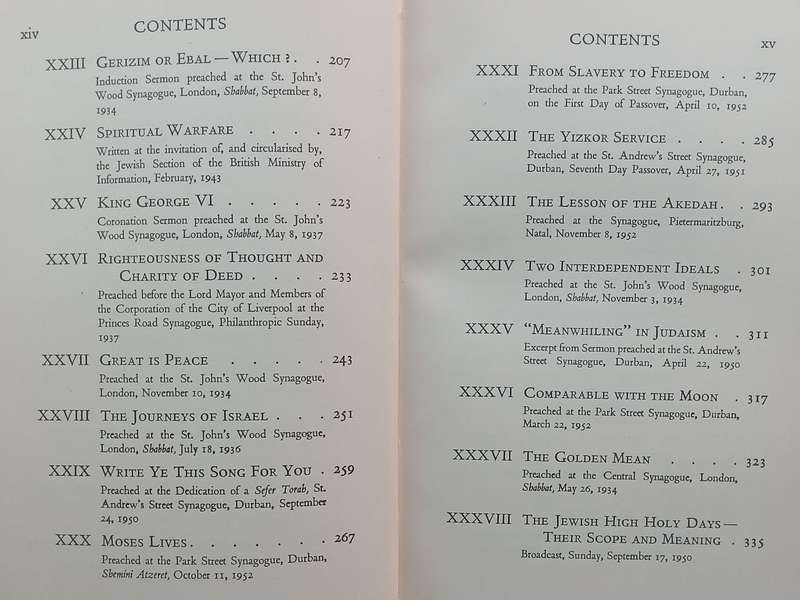 xiv
CONTENTS
XXIII GERIZIM OR EBAL — WHICH ? . . 207
Induction Sermon preached at the St. John's
Wood Synagogue, London, Shabbat, September 8,
1934
XXIV SPIRITUAL WARFARE . . . . 217
Written at the invitation of, and circularised by,
the Jewish Section of the British Ministry of
Information, February, 1943
XXV KING GEORGE VI . . . . . 223
Coronation Sermon preached at the St. John's
Wood Synagogue, London, Shabbat, May 8, 1937
XXVI RIGHTEOUSNESS OF THOUGHT AND
CHARITY OF DEED . . . . 233
Preached before the Lord Mayor and Members of
the Corporation of the City of Liverpool at the
Princes Road Synagogue, Philanthropic Sunday,
1937
XXVII GREAT IS PEACE . . . . . 243
Preached at the St. John's Wood Synagogue,
London, November 10, 1934
XXVIII THE JOURNEYS OF ISRAEL . . . 251
Preached at the St. John's Wood Synagogue,
London, Shabbat, July 18, 1936
XXIX WRITE YE THIS SONG FOR YOU . 259
Preached at the Dedication of a Sefer Torah, St.
Andrew's Street Synagogue, Durban, September
24, 1950
XXX MOSES LIVES . . . . . . . 267
Preached at the Park Street Synagogue, Durban,
Shemini Atzeret, October 11, 1952
CONTENTS
xv
XXXI FROM SLAVERY TO FREEDOM . . 277
Preached at the Park Street Synagogue, Durban,
on the First Day of Passover, April 10, 1952
XXXII THE YIZKOR SERVICE . . . . 285
Preached at the St. Andrew's Street Synagogue,
Durban, Seventh Day Passover, April 27, 1951
XXXIII THE LESSON OF THE AKEDAH . . 293
Preached at the Synagogue, Pietermaritzburg,
Natal, November 8, 1952
XXXIV TWO INTERDEPENDENT IDEALS . 301
Preached at the St. John's Wood Synagogue,
London, Shabbat, November 3, 1934
XXXV "MEANWHILING" IN JUDAISM . . 311
Excerpt from Sermon preached at the St. Andrew's
Street Synagogue, Durban, April 22, 1950
XXXVI COMPARABLE WITH THE MOON . 317
Preached at the Park Street Synagogue, Durban,
March 22, 1952
XXXVII THE GOLDEN MEAN . . . . 323
Preached at the Central Synagogue, London,
Shabbat, May 26, 1934
XXXVIII THE JEWISH HIGH HOLY DAYS —
THEIR SCOPE AND MEANING . 335
Broadcast, Sunday, September 17, 1950